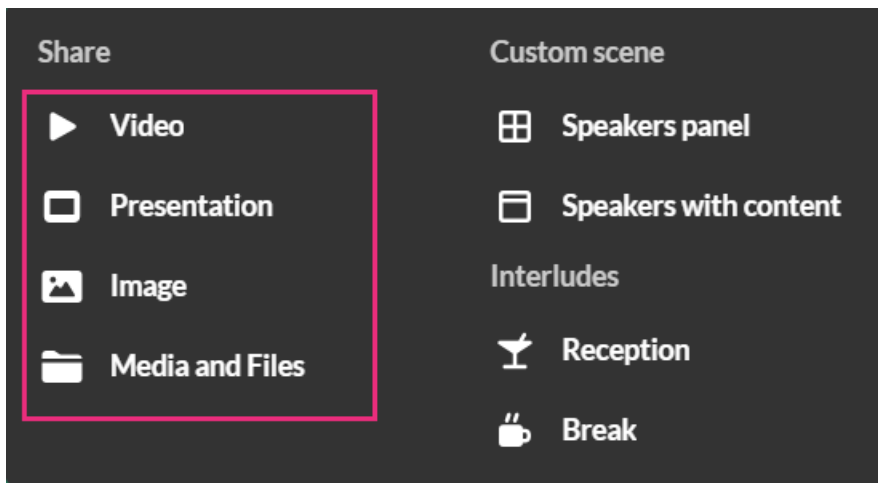 Share
Video
Presentation
Image
Media and Files
Custom scene
Speakers panel
Speakers with content
Interludes
Reception
Break